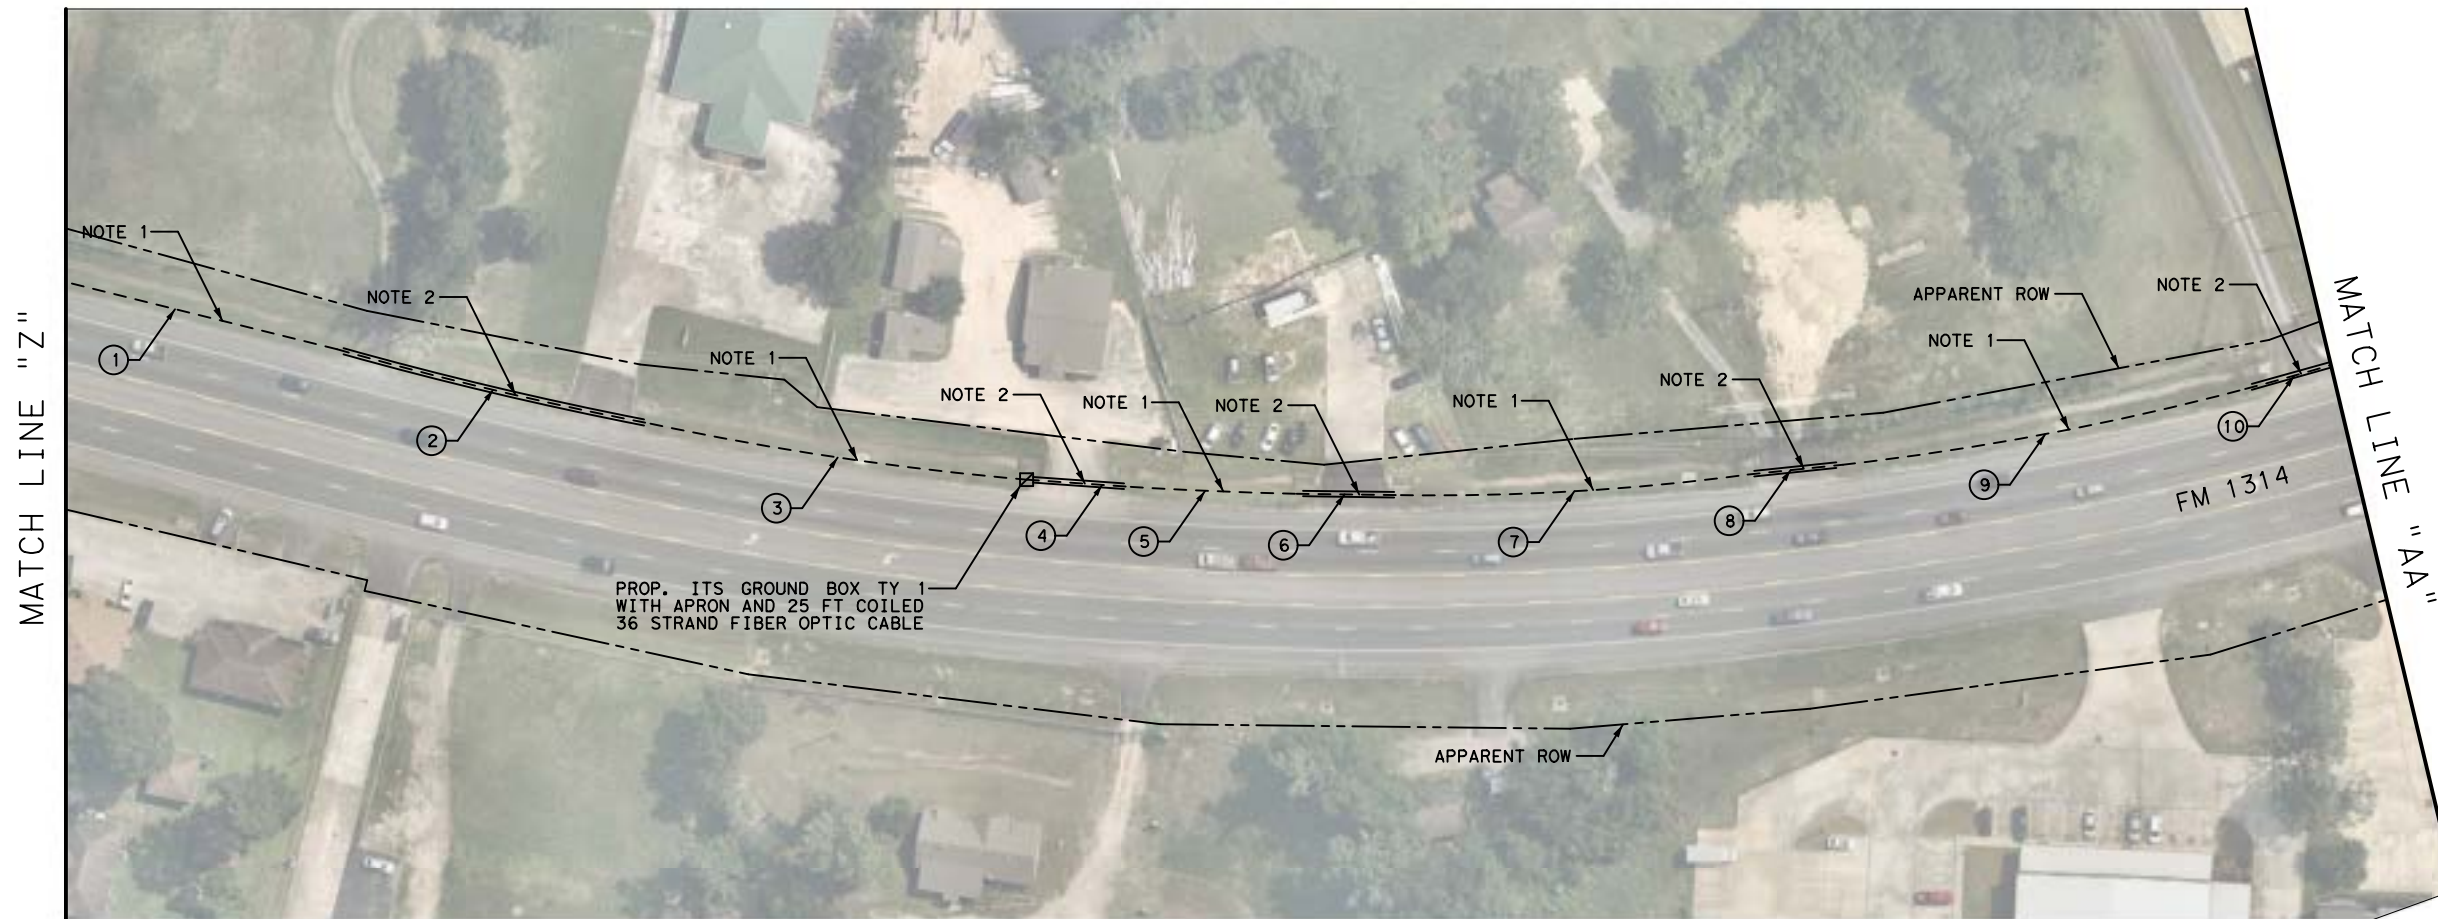 MATCH LINE "Z"
NOTE 1
NOTE 2
NOTE 1
NOTE 2
NOTE 1
NOTE 2
NOTE 1
NOTE 2
NOTE 1
APPARENT ROW
NOTE 2
MATCH LINE "AA"
1
2
3
4
5
6
7
8
9
10
FM 1314
PROP. ITS GROUND BOX TY 1
WITH APRON AND 25 FT COILED
36 STRAND FIBER OPTIC CABLE
APPARENT ROW